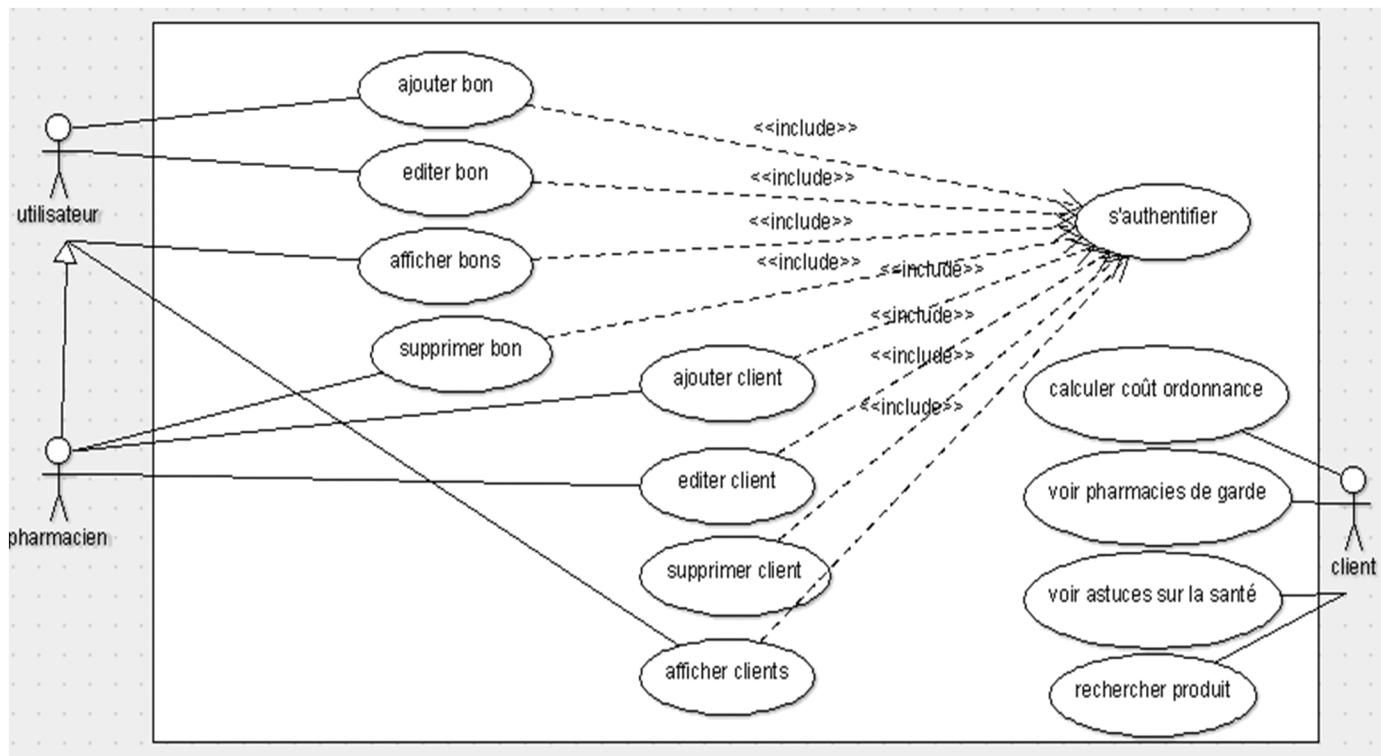 ajouter bon
<<include>>
editer bon
<<include>>
utilisateur
s'authentifier
<<include>>
afficher bons
<<include>>
<<include>>
<<include>>
supprimer bon
<<include>>
ajouter client
calculer coût ordonnance
<<include>>
editer client
voir pharmacies de garde
pharmacien
supprimer client
client
voir astuces sur la santé
afficher clients
rechercher produit